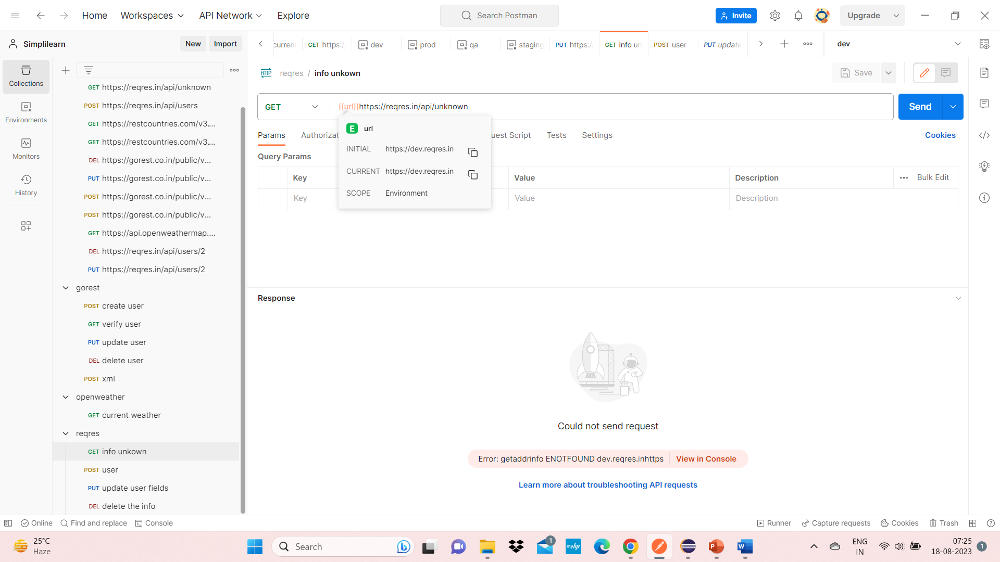 Home Workspaces API Network Explore Search Postman Invite Upgrade
Simplilearn New Import current GET https:/ dev prod qa staging PUT https:/ GET info un POST user PUT update dev
Collections
Environments
Monitors
History
GET https://reqres.in/api/unknown
POST https://reqres.in/api/users
GET https://restcountries.com/v3....
GET https://restcountries.com/v3....
DEL https://gorest.co.in/public/v...
PUT https://gorest.co.in/public/v...
POST https://gorest.co.in/public/v...
POST https://gorest.co.in/public/v...
GET https://api.openweathermap....
DEL https://reqres.in/api/users/2
PUT https://reqres.in/api/users/2
gorest
POST create user
GET verify user
PUT update user
DEL delete user
POST xml
openweather
GET current weather
reqres
GET info unkown
POST user
PUT update user fields
DEL delete the info
HTTP reqres / info unkown Save
GET {{url}}https://reqres.in/api/unknown Send
Params Authorizat uest Script Tests Settings Cookies
E url
INITIAL https://dev.reqres.in
CURRENT https://dev.reqres.in
SCOPE Environment
Query Params
Key Value Description Bulk Edit
Key Value Description
Response
Could not send request
Error: getaddrinfo ENOTFOUND dev.reqres.inhttps View in Console
Learn more about troubleshooting API requests
Online Find and replace Console Runner Capture requests Cookies Trash
25°C
Haze
Search
1
myhp
P
W
ENG
IN
07:25
18-08-2023
1